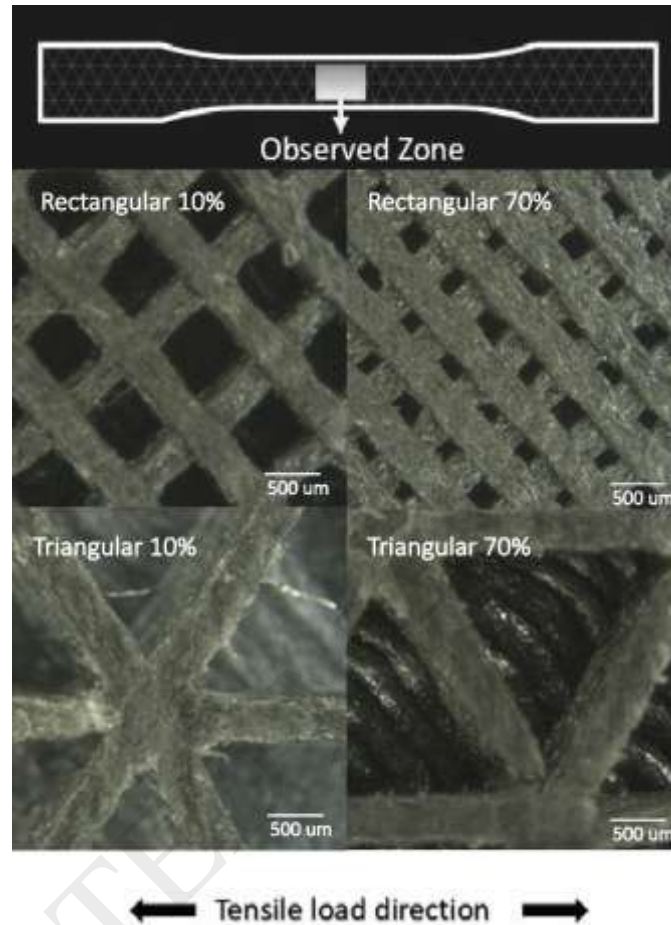 Observed Zone
Rectangular 10%
Rectangular 70%
500 um
500 um
Triangular 10%
Triangular 70%
500 um
500 um
Tensile load direction